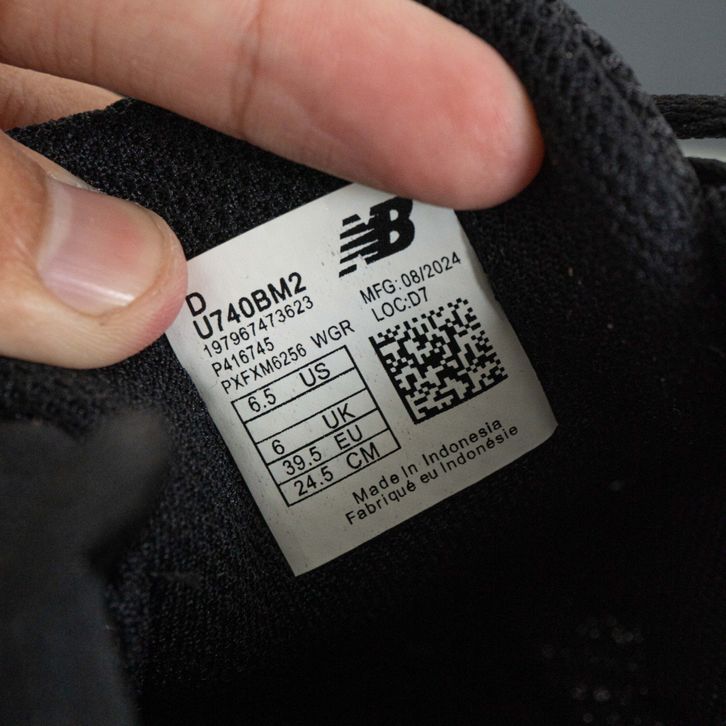 NB
D
U740BM2
197967473623
P416745
PXFXM6256 WGR
MFG: 08/2024
LOC:D7
6.5 US
6 UK
39.5 EU
24.5 CM
Made In Indonesia
Fabriqué eu Indonésie